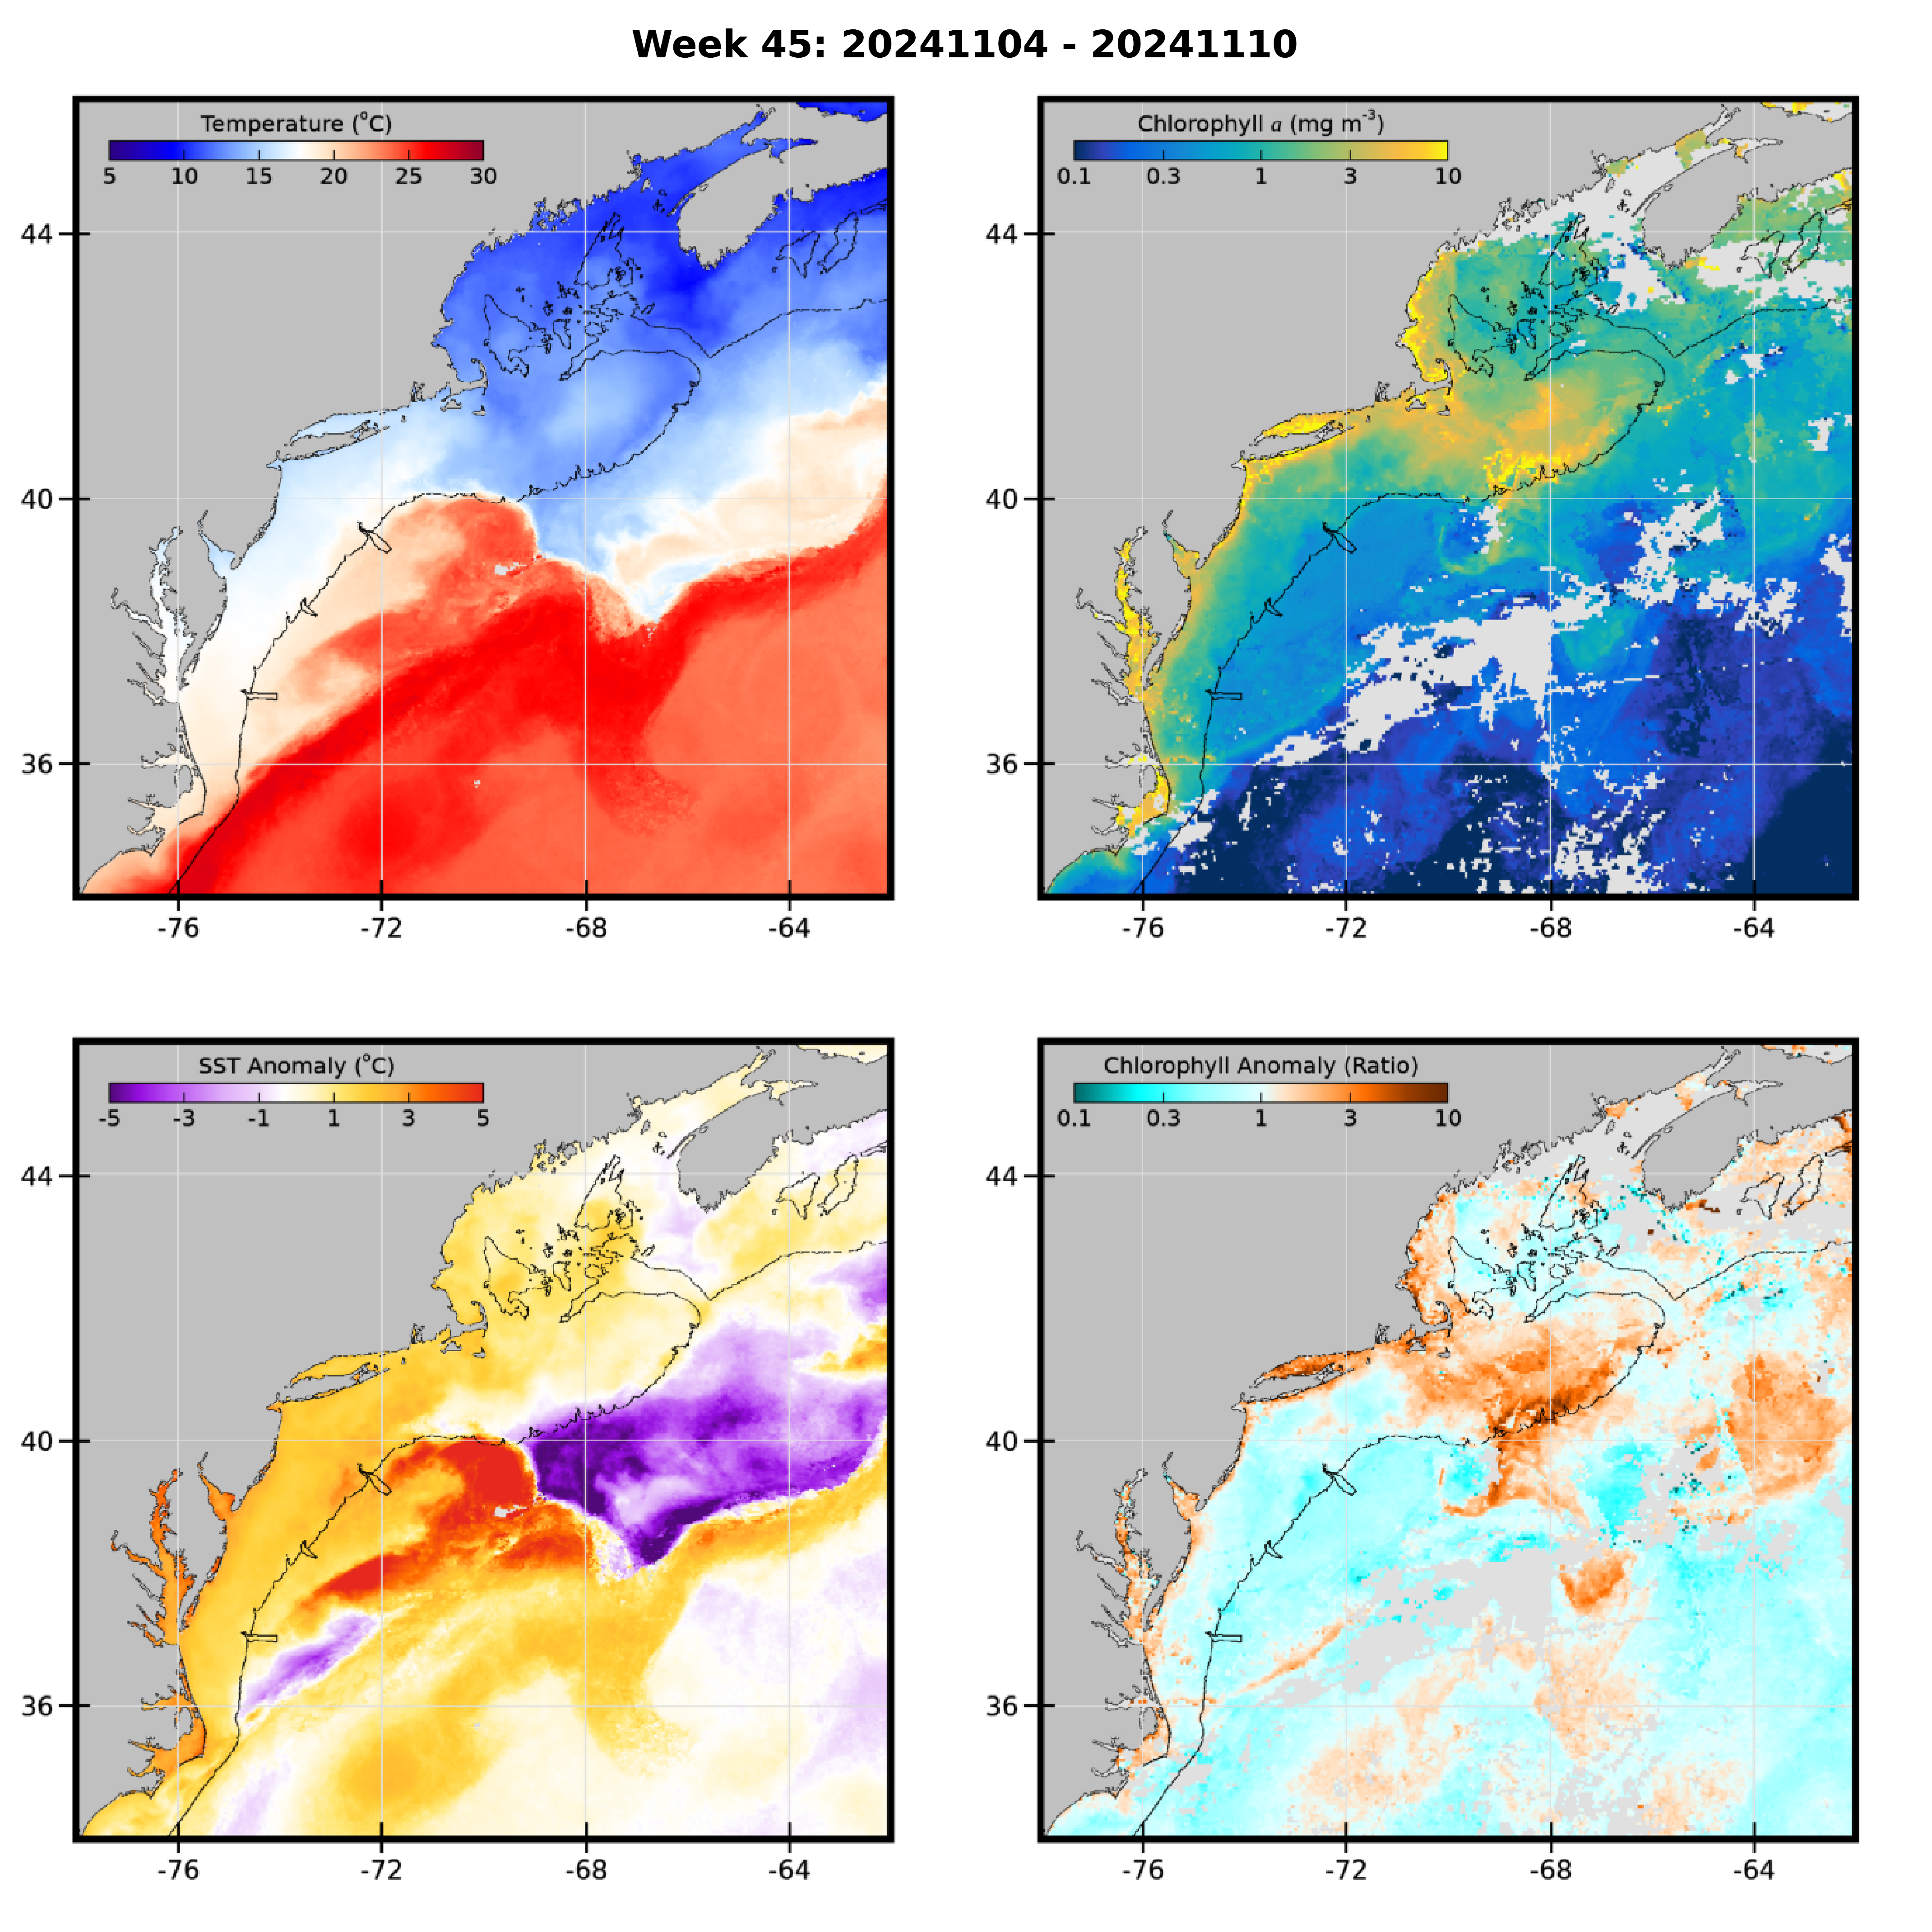 Week 45: 20241104 - 20241110
Temperature (°C)
5 10 15 20 25 30
44
40
36
-76 -72 -68 -64
Chlorophyll a (mg m⁻³)
0.1 0.3 1 3 10
44
40
36
-76 -72 -68 -64
SST Anomaly (°C)
-5 -3 -1 1 3 5
44
40
36
-76 -72 -68 -64
Chlorophyll Anomaly (Ratio)
0.1 0.3 1 3 10
44
40
36
-76 -72 -68 -64